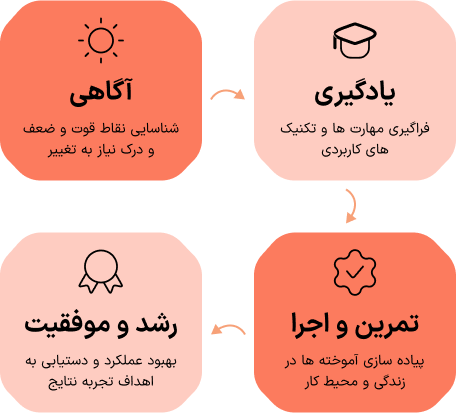 آگاهی
شناسایی نقاط قوت و ضعف
و درک نیاز به تغییر
یادگیری
فراگیری مهارت ها و تکنیک
های کاربردی
تمرین و اجرا
پیاده سازی آموخته ها در
زندگی و محیط کار
رشد و موفقیت
بهبود عملکرد و دستیابی به
اهداف تجربه نتایج